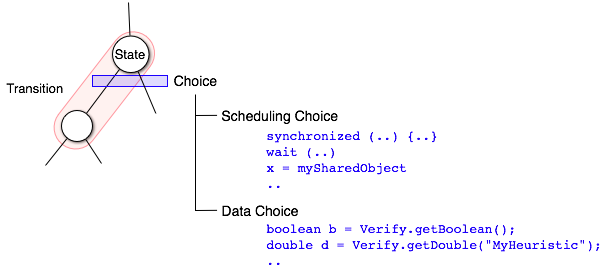 State
Transition
Choice
Scheduling Choice
synchronized (..) {..}
wait (..)
x = mySharedObject
..
Data Choice
boolean b = Verify.getBoolean();
double d = Verify.getDouble("MyHeuristic");
..